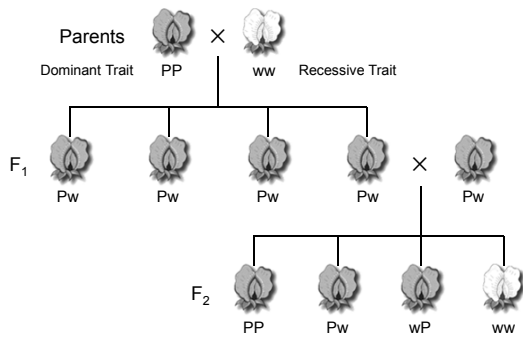 Parents ×
Dominant Trait PP ww Recessive Trait
F1 ×
Pw Pw Pw Pw Pw
F2
PP Pw wP ww